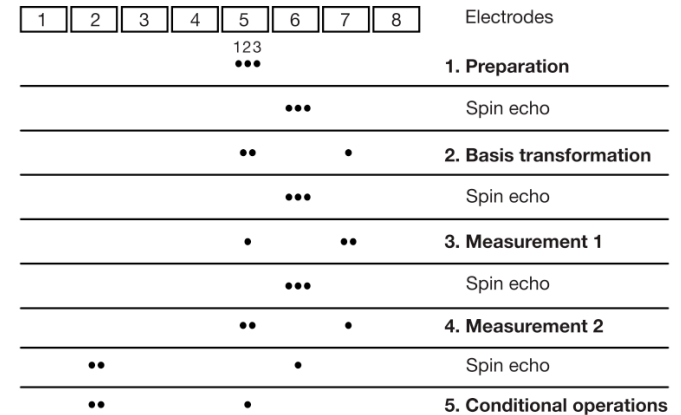 1 2 3 4 5 6 7 8 Electrodes
123
1. Preparation
Spin echo
2. Basis transformation
Spin echo
3. Measurement 1
Spin echo
4. Measurement 2
Spin echo
5. Conditional operations